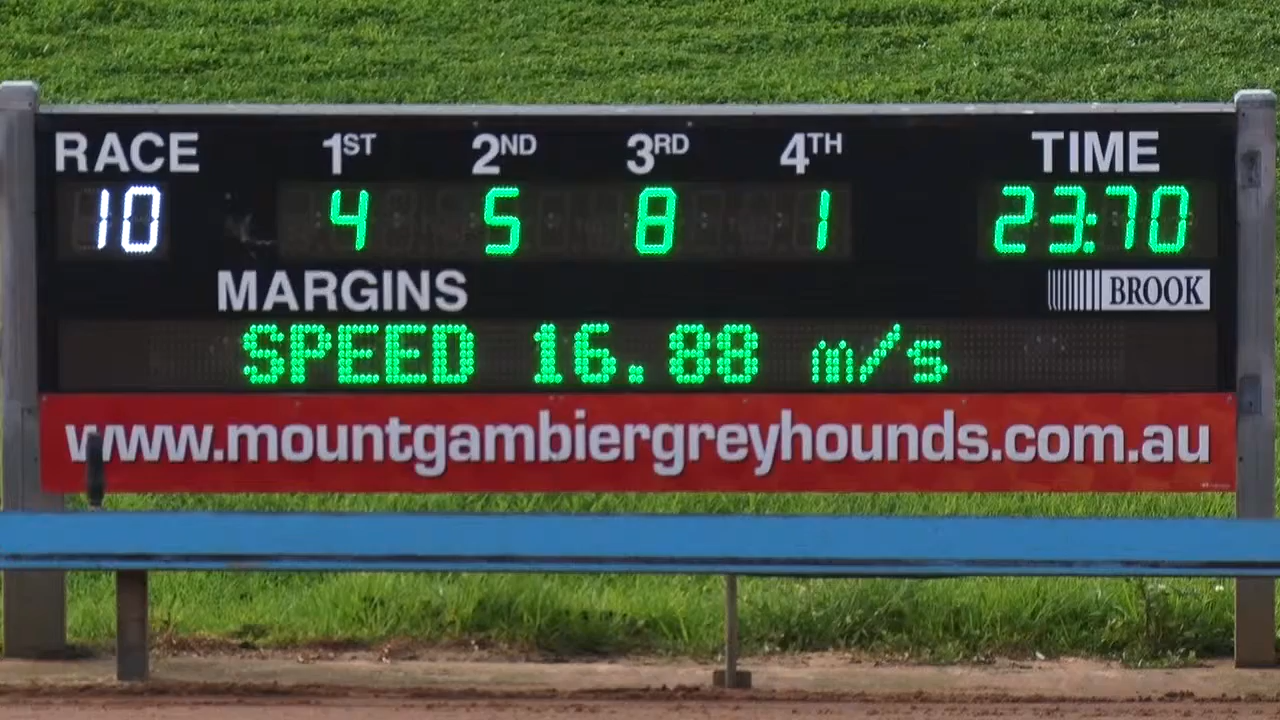 RACE 1ST 2ND 3RD 4TH TIME
10 4 5 8 1 23:70
MARGINS BROOK
SPEED 16.88 m/s
www.mountgambiergreyhounds.com.au